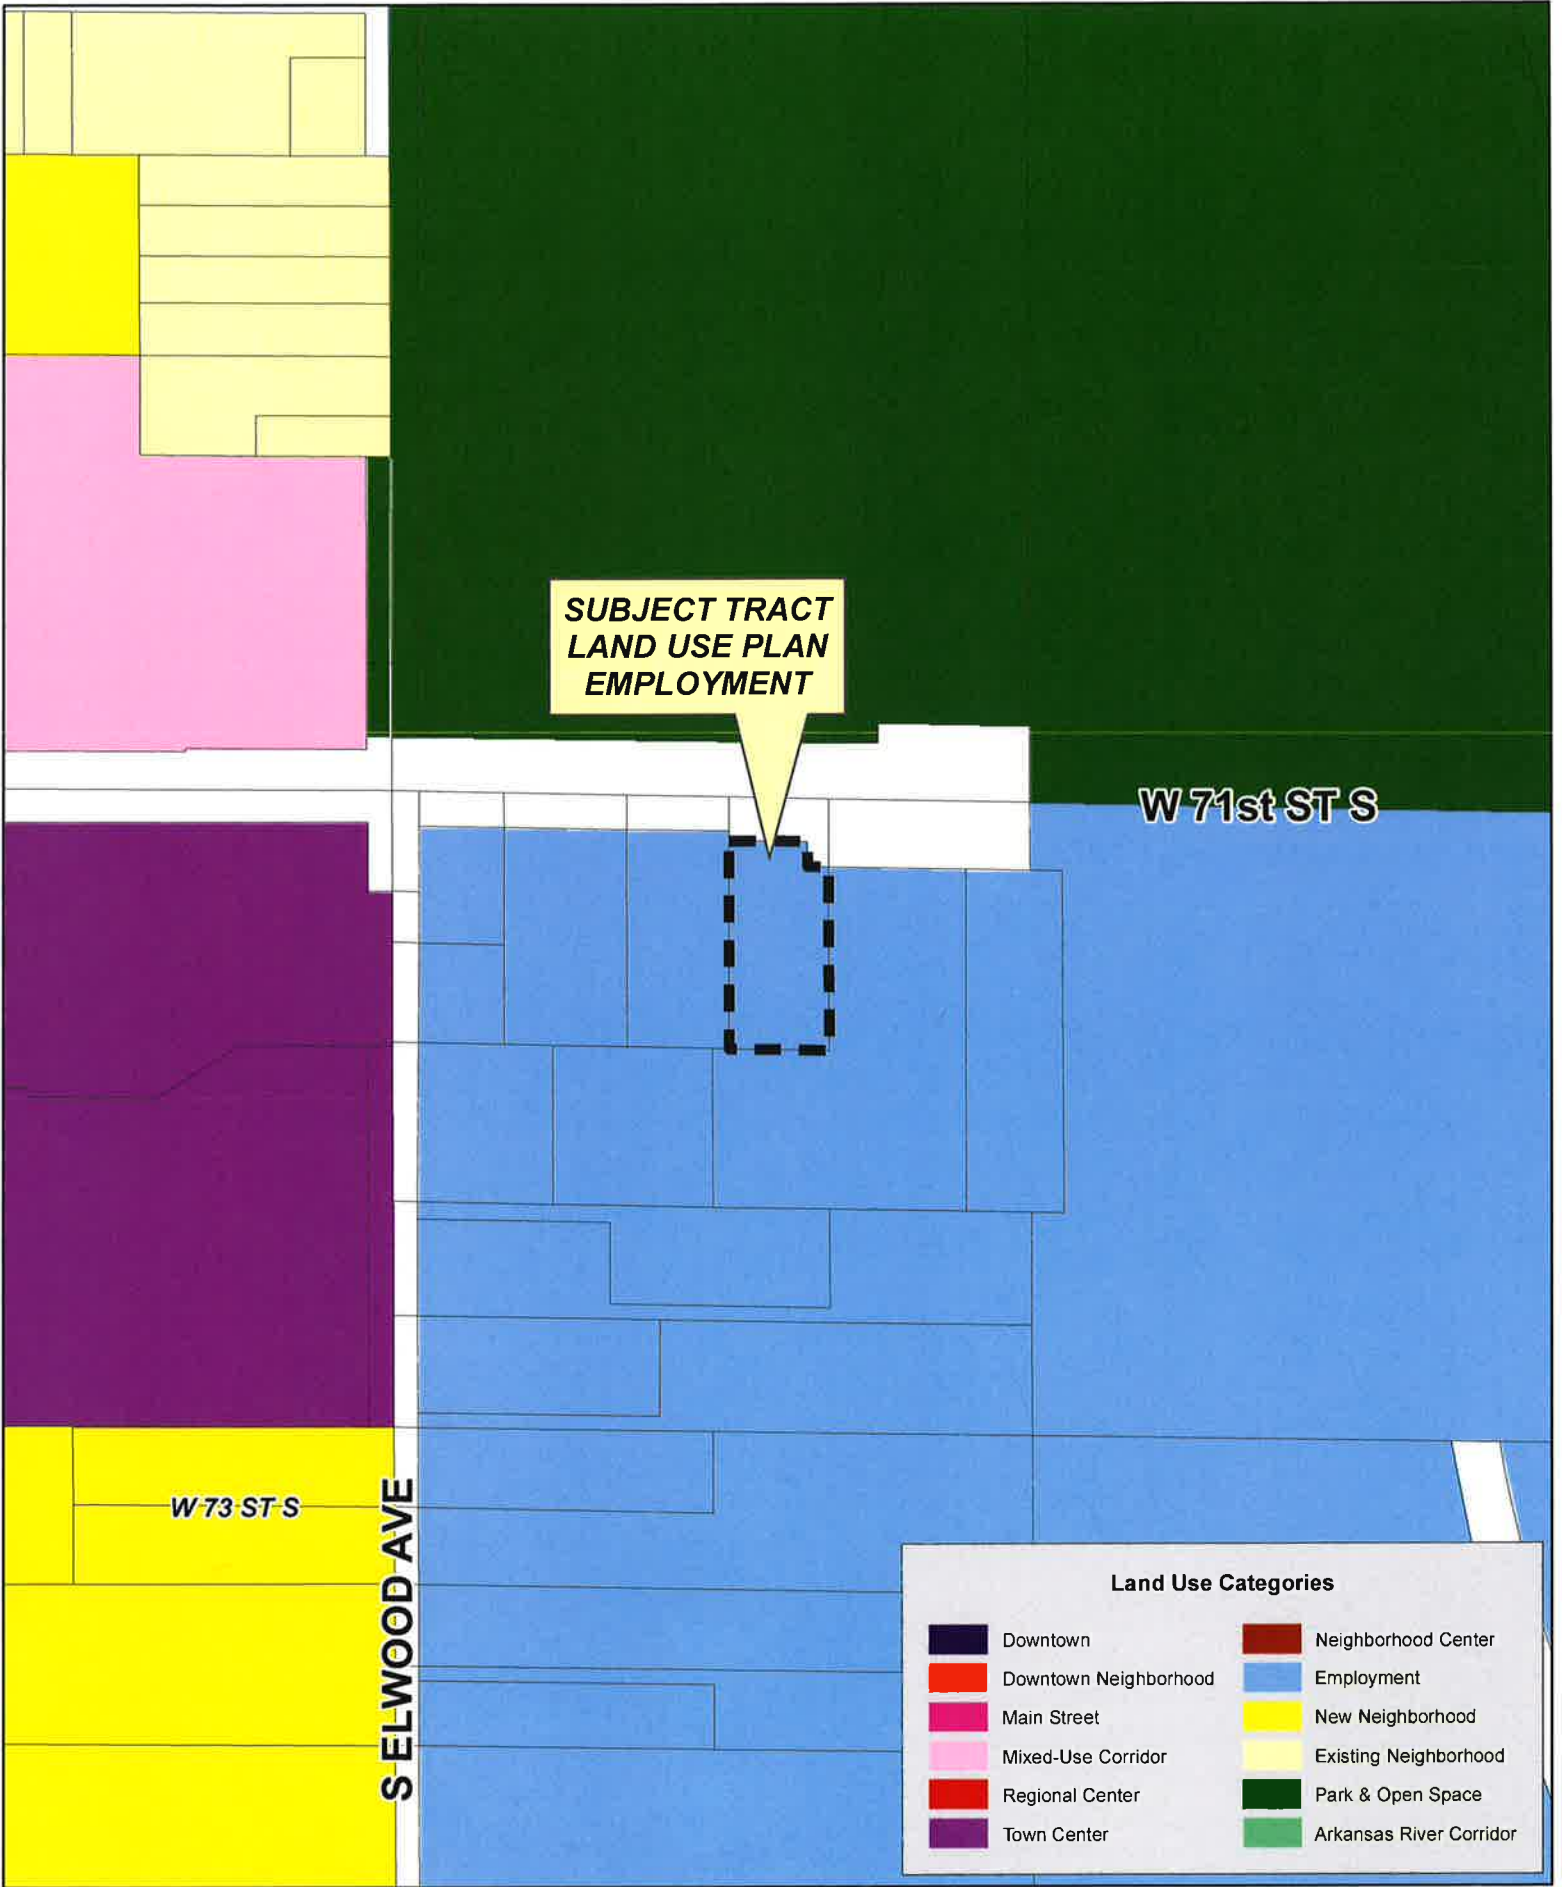 SUBJECT TRACT
LAND USE PLAN
EMPLOYMENT
W 71st ST S
W 73 ST S
S ELWOOD AVE
Land Use Categories
Downtown
Downtown Neighborhood
Main Street
Mixed-Use Corridor
Regional Center
Town Center
Neighborhood Center
Employment
New Neighborhood
Existing Neighborhood
Park & Open Space
Arkansas River Corridor